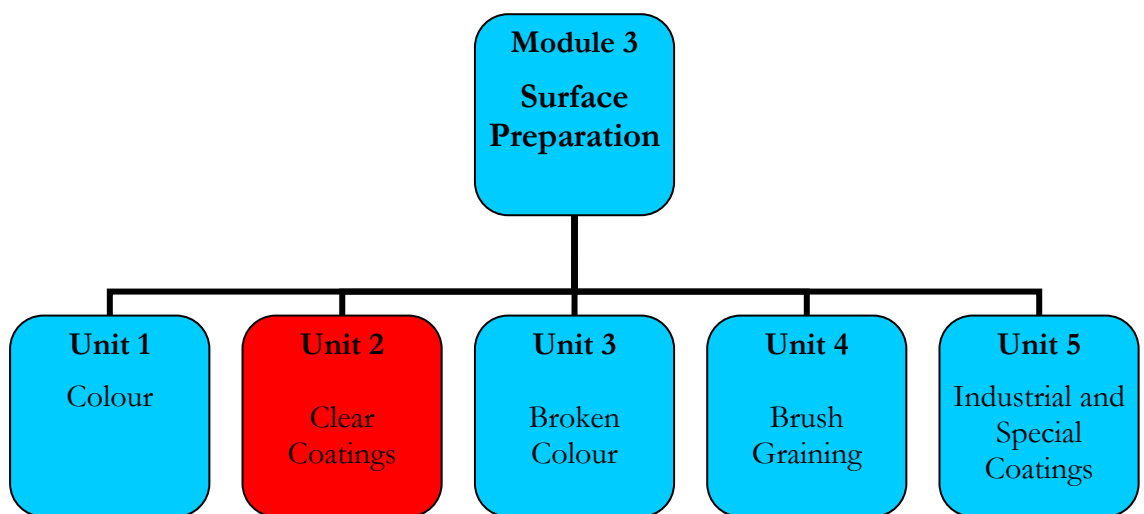 Module 3
Surface
Preparation
Unit 1
Colour
Unit 2
Clear
Coatings
Unit 3
Broken
Colour
Unit 4
Brush
Graining
Unit 5
Industrial and
Special
Coatings